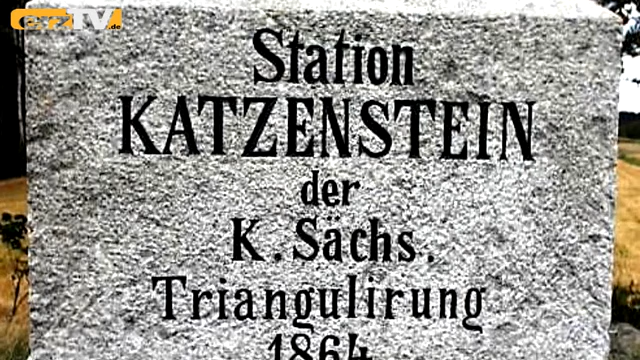 Station
KATZENSTEIN
der
K. Sächs.
Triangulirung
1864